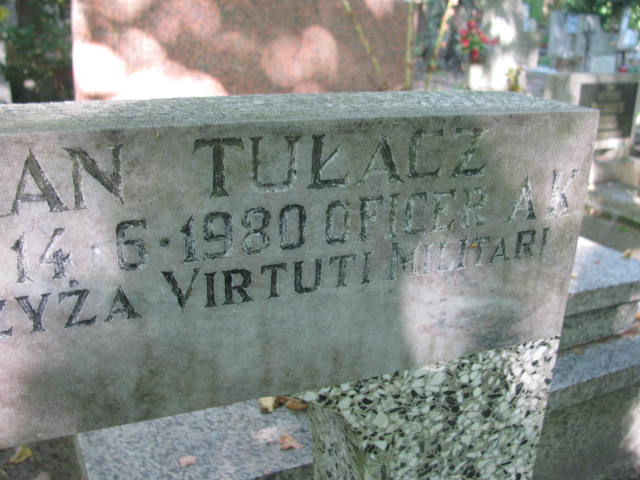 AN TUŁACZ
14.6.1980 OFICER AK
ZYŻA VIRTUTI MILITARI